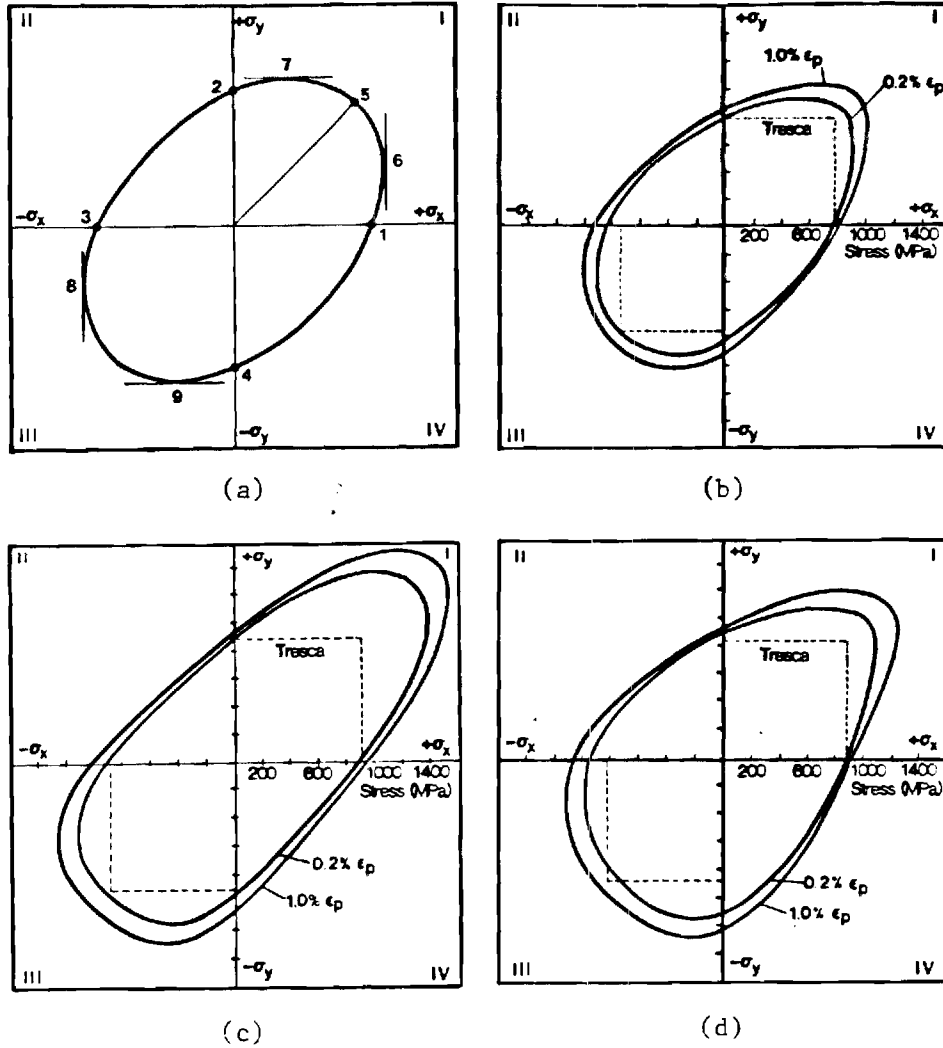 II
+σy
I
7
2
5
6
3
-σx
+σx
1
8
4
9
III
-σy
IV
(a)
II
+σy
I
1.0% εp
0.2% εp
Tresca
-σx
+σx
200 600 1000 1400
Stress (MPa)
III
-σy
IV
(b)
II
+σy
I
Tresca
-σx
+σx
200 600 1000 1400
Stress (MPa)
0.2% εp
1.0% εp
III
-σy
IV
(c)
II
+σy
I
Tresca
-σx
+σx
200 600 1000 1400
Stress (MPa)
0.2% εp
1.0% εp
III
-σy
IV
(d)